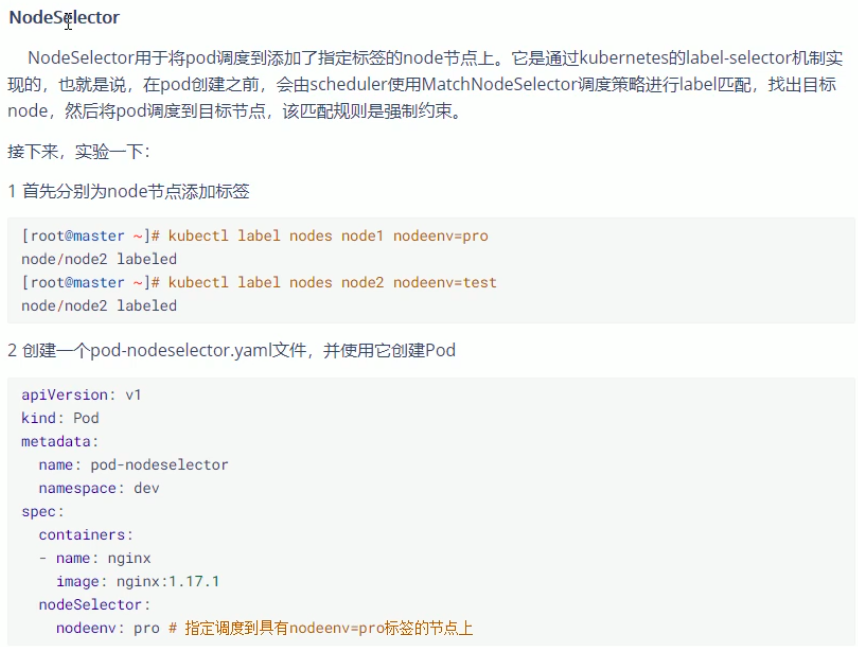 NodeSelector
NodeSelector用于将pod调度到添加了指定标签的node节点上。它是通过kubernetes的label-selector机制实
现的，也就是说，在pod创建之前，会由scheduler使用MatchNodeSelector调度策略进行label匹配，找出目标
node，然后将pod调度到目标节点，该匹配规则是强制约束。
接下来，实验一下：
1 首先分别为node节点添加标签
[root@master ~]# kubectl label nodes node1 nodeenv=pro
node/node2 labeled
[root@master ~]# kubectl label nodes node2 nodeenv=test
node/node2 labeled
2 创建一个pod-nodeselector.yaml文件，并使用它创建Pod
apiVersion: v1
kind: Pod
metadata:
  name: pod-nodeselector
  namespace: dev
spec:
  containers:
  - name: nginx
    image: nginx:1.17.1
  nodeSelector:
    nodeenv: pro # 指定调度到具有nodeenv=pro标签的节点上